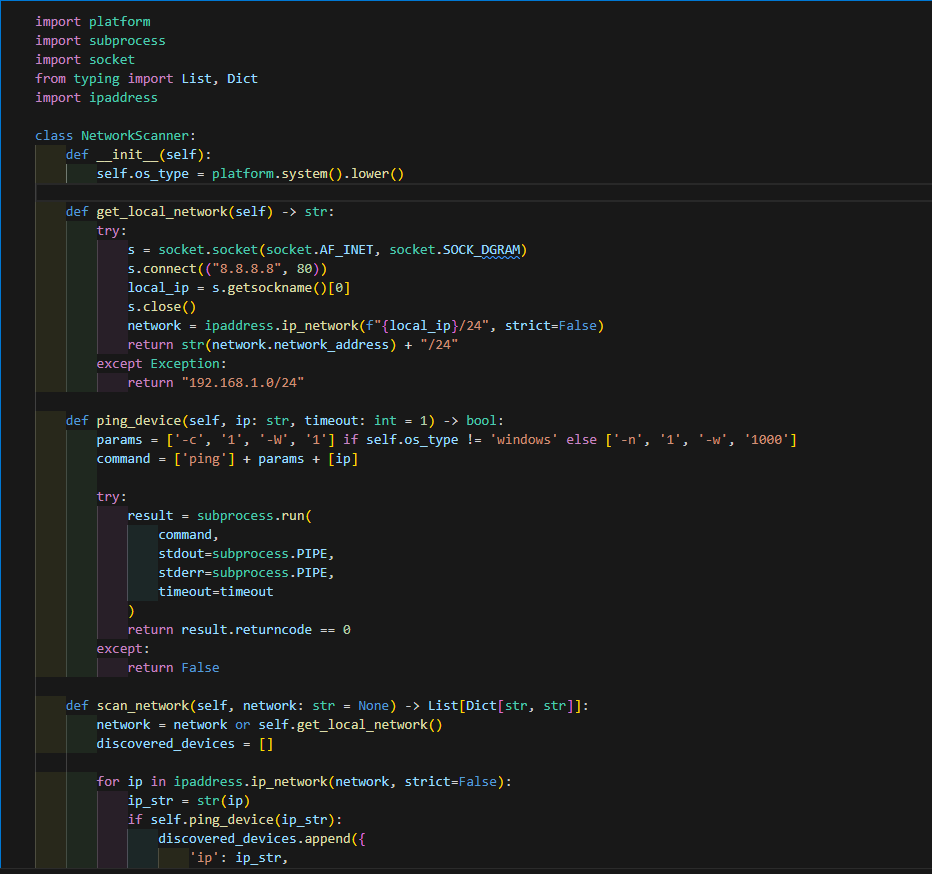 import platform
import subprocess
import socket
from typing import List, Dict
import ipaddress

class NetworkScanner:
    def __init__(self):
        self.os_type = platform.system().lower()

    def get_local_network(self) -> str:
        try:
            s = socket.socket(socket.AF_INET, socket.SOCK_DGRAM)
            s.connect(("8.8.8.8", 80))
            local_ip = s.getsockname()[0]
            s.close()
            network = ipaddress.ip_network(f"{local_ip}/24", strict=False)
            return str(network.network_address) + "/24"
        except Exception:
            return "192.168.1.0/24"

    def ping_device(self, ip: str, timeout: int = 1) -> bool:
        params = ['-c', '1', '-W', '1'] if self.os_type != 'windows' else ['-n', '1', '-w', '1000']
        command = ['ping'] + params + [ip]

        try:
            result = subprocess.run(
                command,
                stdout=subprocess.PIPE,
                stderr=subprocess.PIPE,
                timeout=timeout
            )
            return result.returncode == 0
        except:
            return False

    def scan_network(self, network: str = None) -> List[Dict[str, str]]:
        network = network or self.get_local_network()
        discovered_devices = []

        for ip in ipaddress.ip_network(network, strict=False):
            ip_str = str(ip)
            if self.ping_device(ip_str):
                discovered_devices.append({
                    'ip': ip_str,